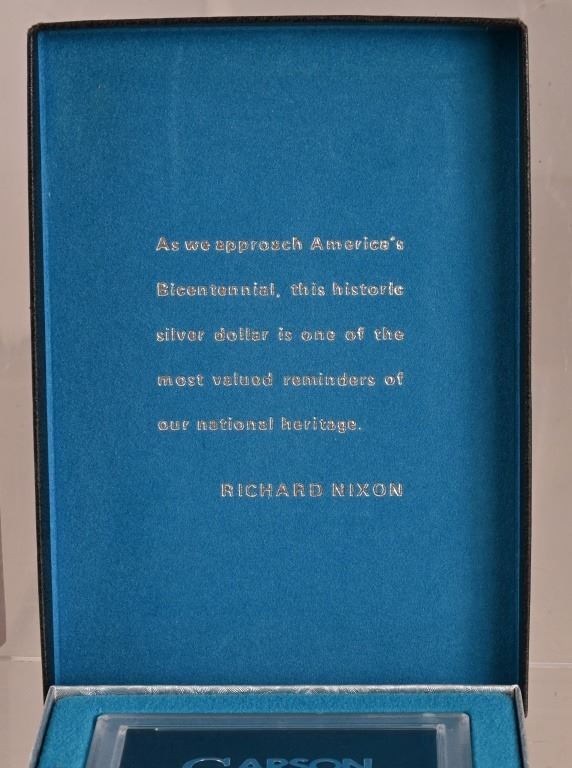 As we approach America's
Bicentennial, this historic
silver dollar is one of the
most valued reminders of
our national heritage.
RICHARD NIXON
CARSON